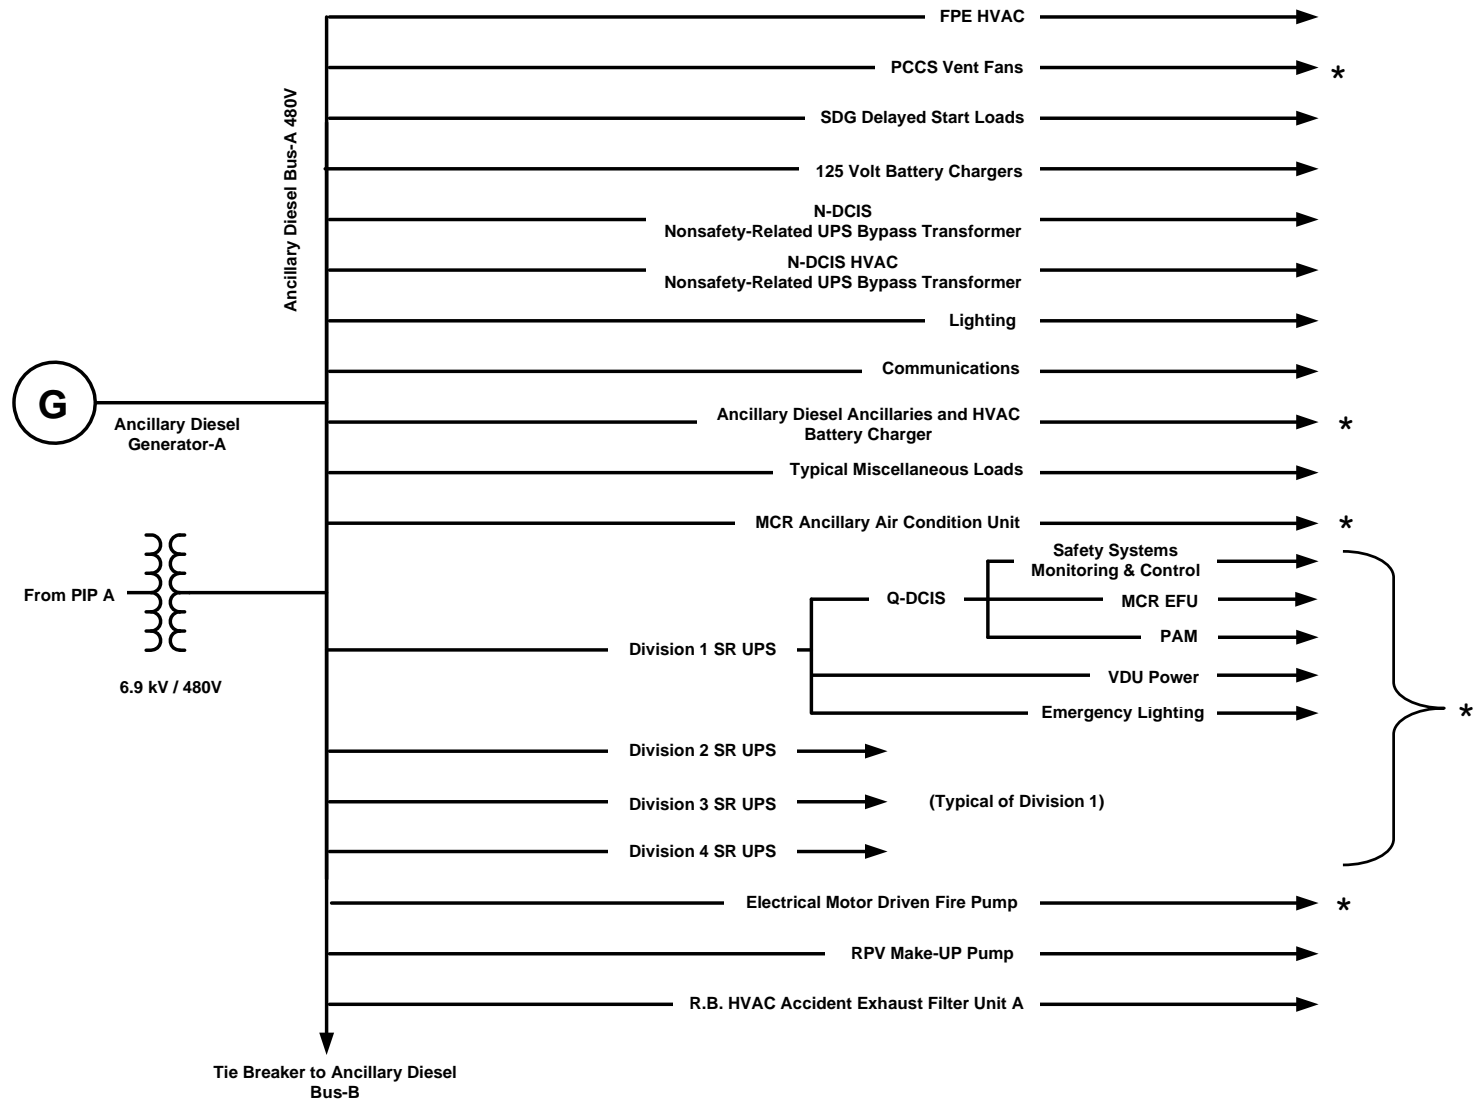 FPE HVAC
PCCS Vent Fans
*
SDG Delayed Start Loads
125 Volt Battery Chargers
N-DCIS
Nonsafety-Related UPS Bypass Transformer
N-DCIS HVAC
Nonsafety-Related UPS Bypass Transformer
Ancillary Diesel Bus-A 480V
Lighting
Communications
G
Ancillary Diesel
Generator-A
Ancillary Diesel Ancillaries and HVAC
Battery Charger
*
Typical Miscellaneous Loads
MCR Ancillary Air Condition Unit
*
From PIP A
6.9 kV / 480V
Division 1 SR UPS
Q-DCIS
Safety Systems
Monitoring & Control
MCR EFU
PAM
VDU Power
Emergency Lighting
*
Division 2 SR UPS
Division 3 SR UPS
(Typical of Division 1)
Division 4 SR UPS
Electrical Motor Driven Fire Pump
*
RPV Make-UP Pump
R.B. HVAC Accident Exhaust Filter Unit A
Tie Breaker to Ancillary Diesel
Bus-B